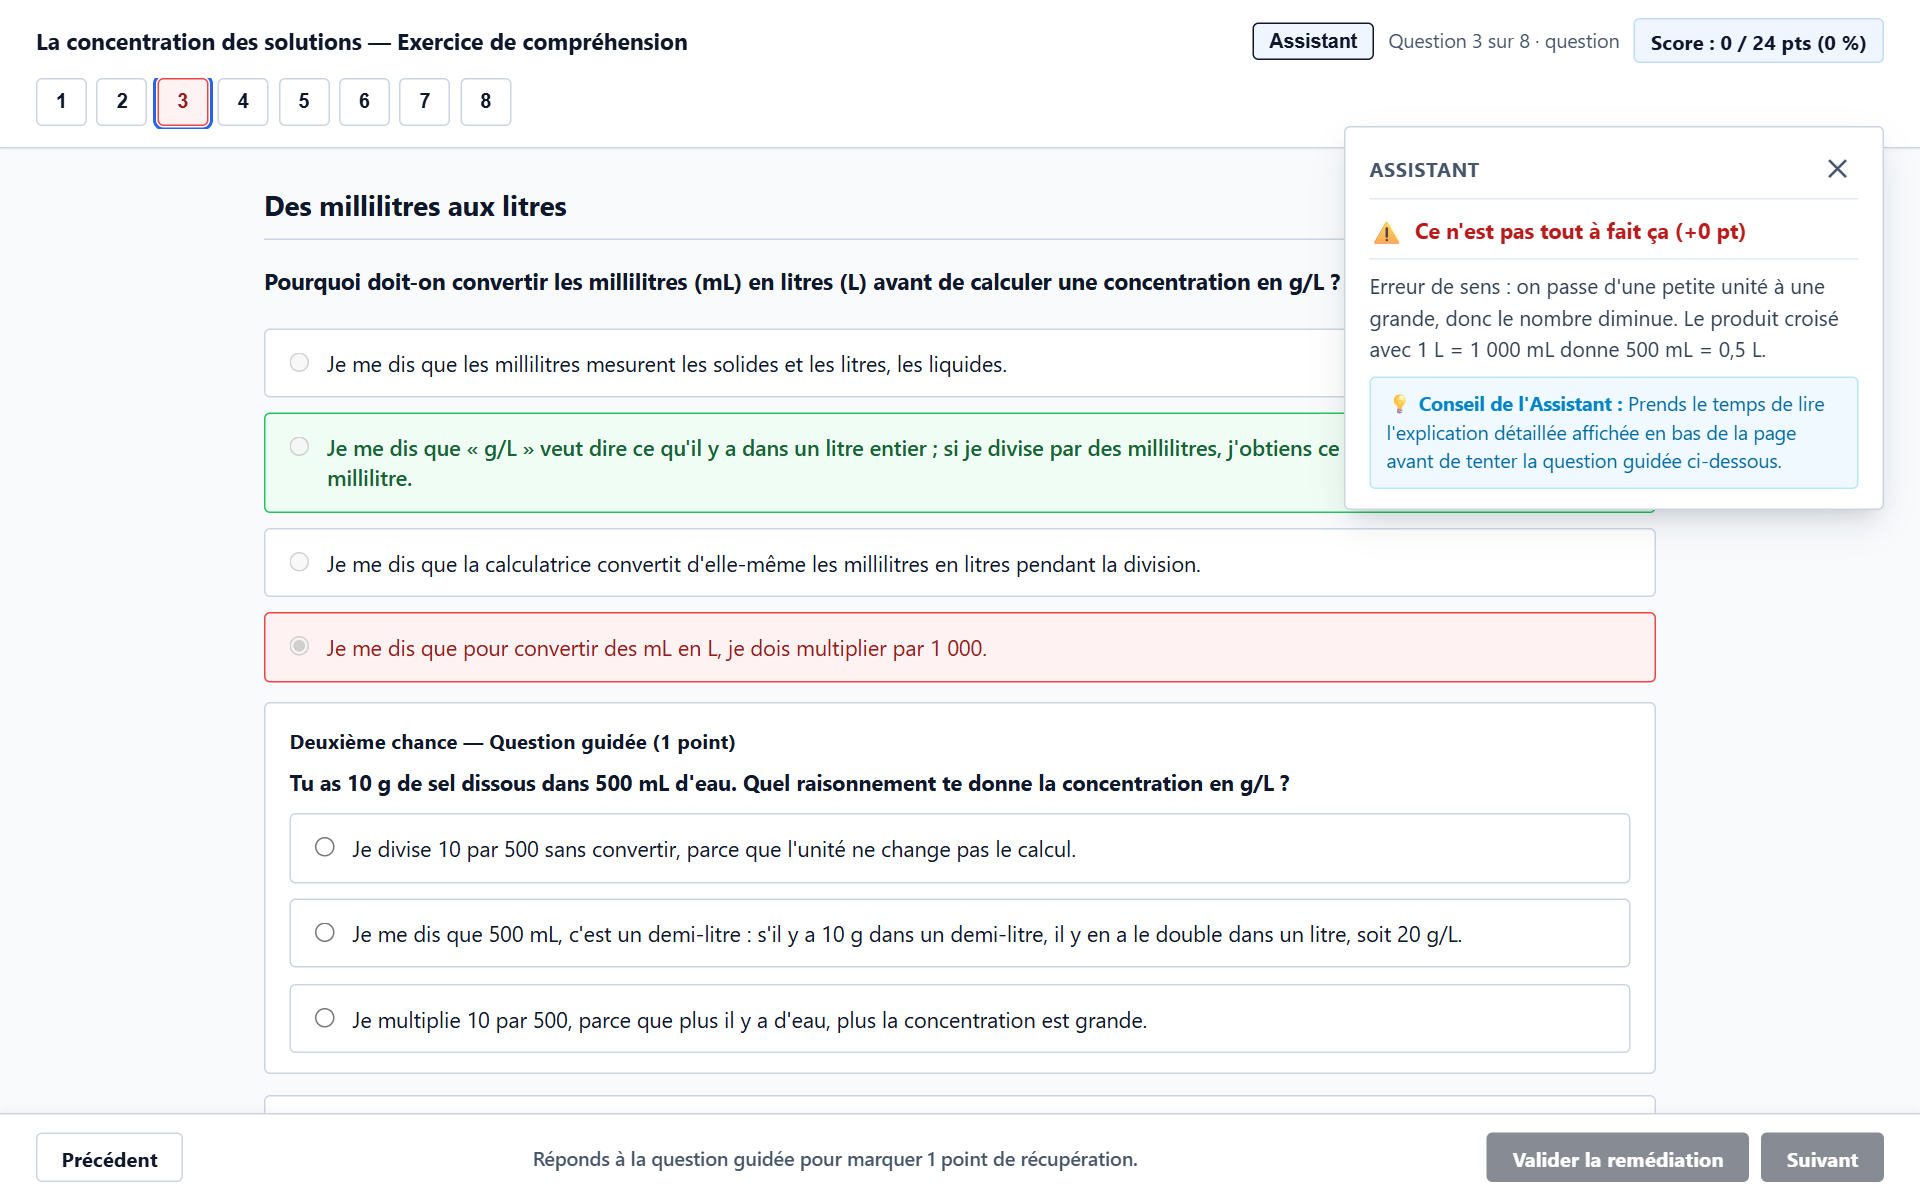 La concentration des solutions — Exercice de compréhension
Assistant
Question 3 sur 8 · question
Score : 0 / 24 pts (0 %)
1
2
3
4
5
6
7
8
ASSISTANT
Ce n'est pas tout à fait ça (+0 pt)
Erreur de sens : on passe d'une petite unité à une
grande, donc le nombre diminue. Le produit croisé
avec 1 L = 1 000 mL donne 500 mL = 0,5 L.
Conseil de l'Assistant : Prends le temps de lire
l'explication détaillée affichée en bas de la page
avant de tenter la question guidée ci-dessous.
Des millilitres aux litres
Pourquoi doit-on convertir les millilitres (mL) en litres (L) avant de calculer une concentration en g/L ?
Je me dis que les millilitres mesurent les solides et les litres, les liquides.
Je me dis que « g/L » veut dire ce qu'il y a dans un litre entier ; si je divise par des millilitres, j'obtiens ce
millilitre.
Je me dis que la calculatrice convertit d'elle-même les millilitres en litres pendant la division.
Je me dis que pour convertir des mL en L, je dois multiplier par 1 000.
Deuxième chance — Question guidée (1 point)
Tu as 10 g de sel dissous dans 500 mL d'eau. Quel raisonnement te donne la concentration en g/L ?
Je divise 10 par 500 sans convertir, parce que l'unité ne change pas le calcul.
Je me dis que 500 mL, c'est un demi-litre : s'il y a 10 g dans un demi-litre, il y en a le double dans un litre, soit 20 g/L.
Je multiplie 10 par 500, parce que plus il y a d'eau, plus la concentration est grande.
Précédent
Réponds à la question guidée pour marquer 1 point de récupération.
Valider la remédiation
Suivant